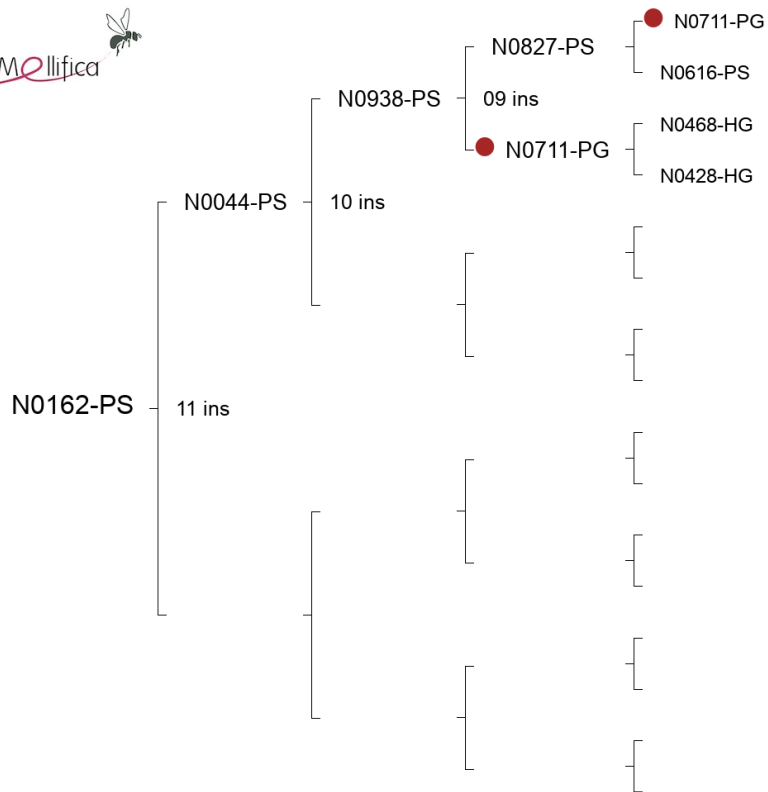 Mellifica
N0711-PG
N0827-PS
N0616-PS
N0938-PS
09 ins
N0468-HG
N0711-PG
N0428-HG
N0044-PS
10 ins
N0162-PS
11 ins